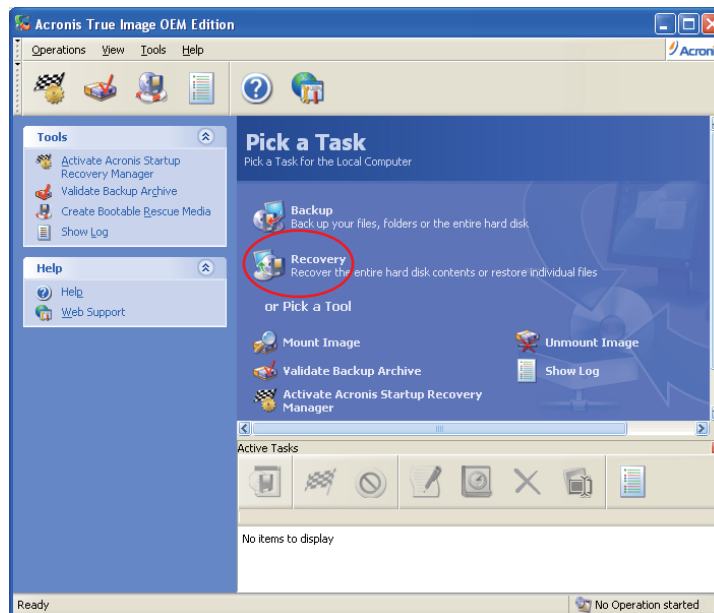 Acronis True Image OEM Edition
Operations View Tools Help
Acroni
Tools
Activate Acronis Startup
Recovery Manager
Validate Backup Archive
Create Bootable Rescue Media
Show Log
Help
Help
Web Support
Pick a Task
Pick a Task for the Local Computer
Backup
Back up your files, folders or the entire hard disk
Recovery
Recover the entire hard disk contents or restore individual files
or Pick a Tool
Mount Image
Unmount Image
Validate Backup Archive
Show Log
Activate Acronis Startup Recovery
Manager
Active Tasks
No items to display
Ready
No Operation started